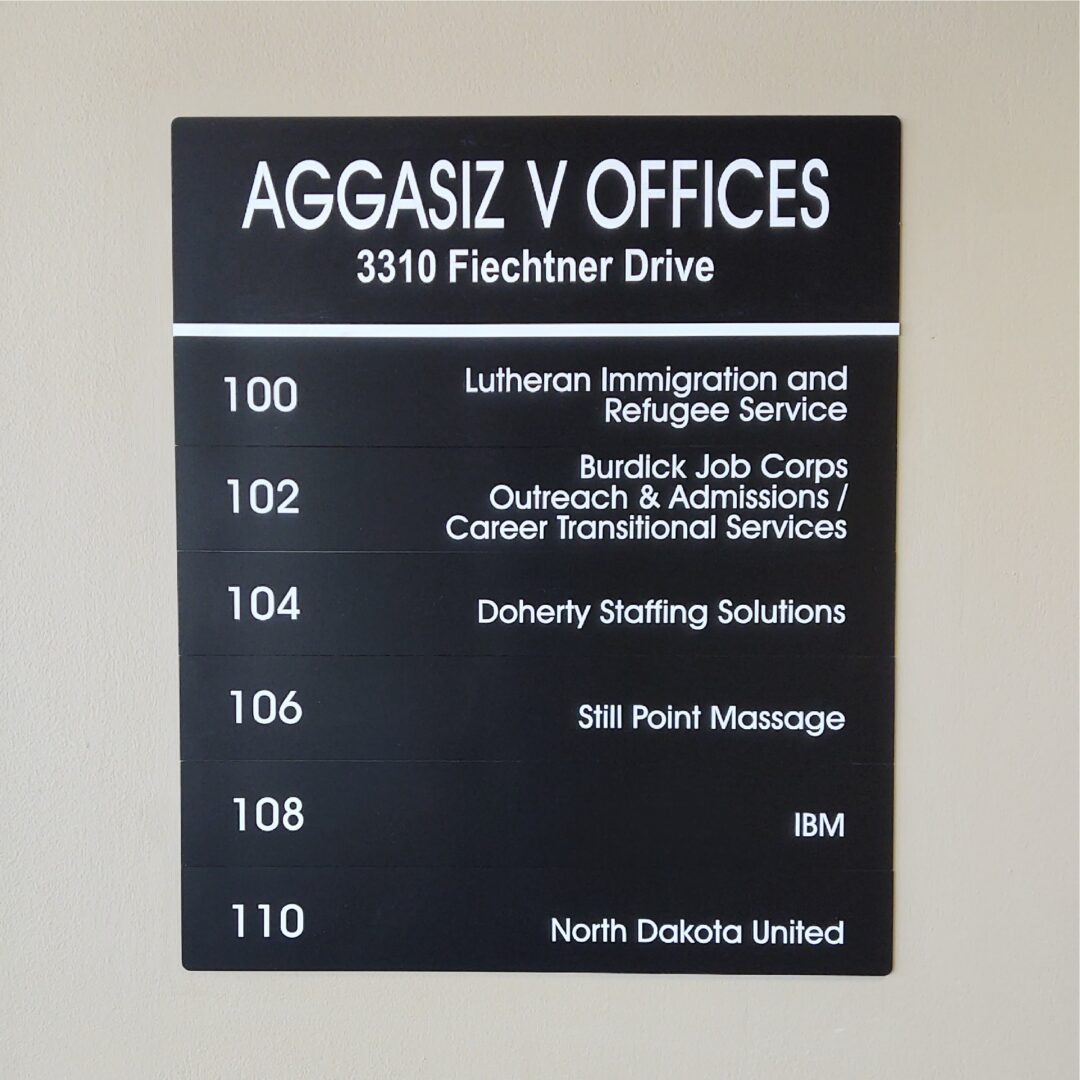 AGGASIZ V OFFICES
3310 Fiechtner Drive
100
Lutheran Immigration and
Refugee Service
102
Burdick Job Corps
Outreach & Admissions /
Career Transitional Services
104
Doherty Staffing Solutions
106
Still Point Massage
108
IBM
110
North Dakota United